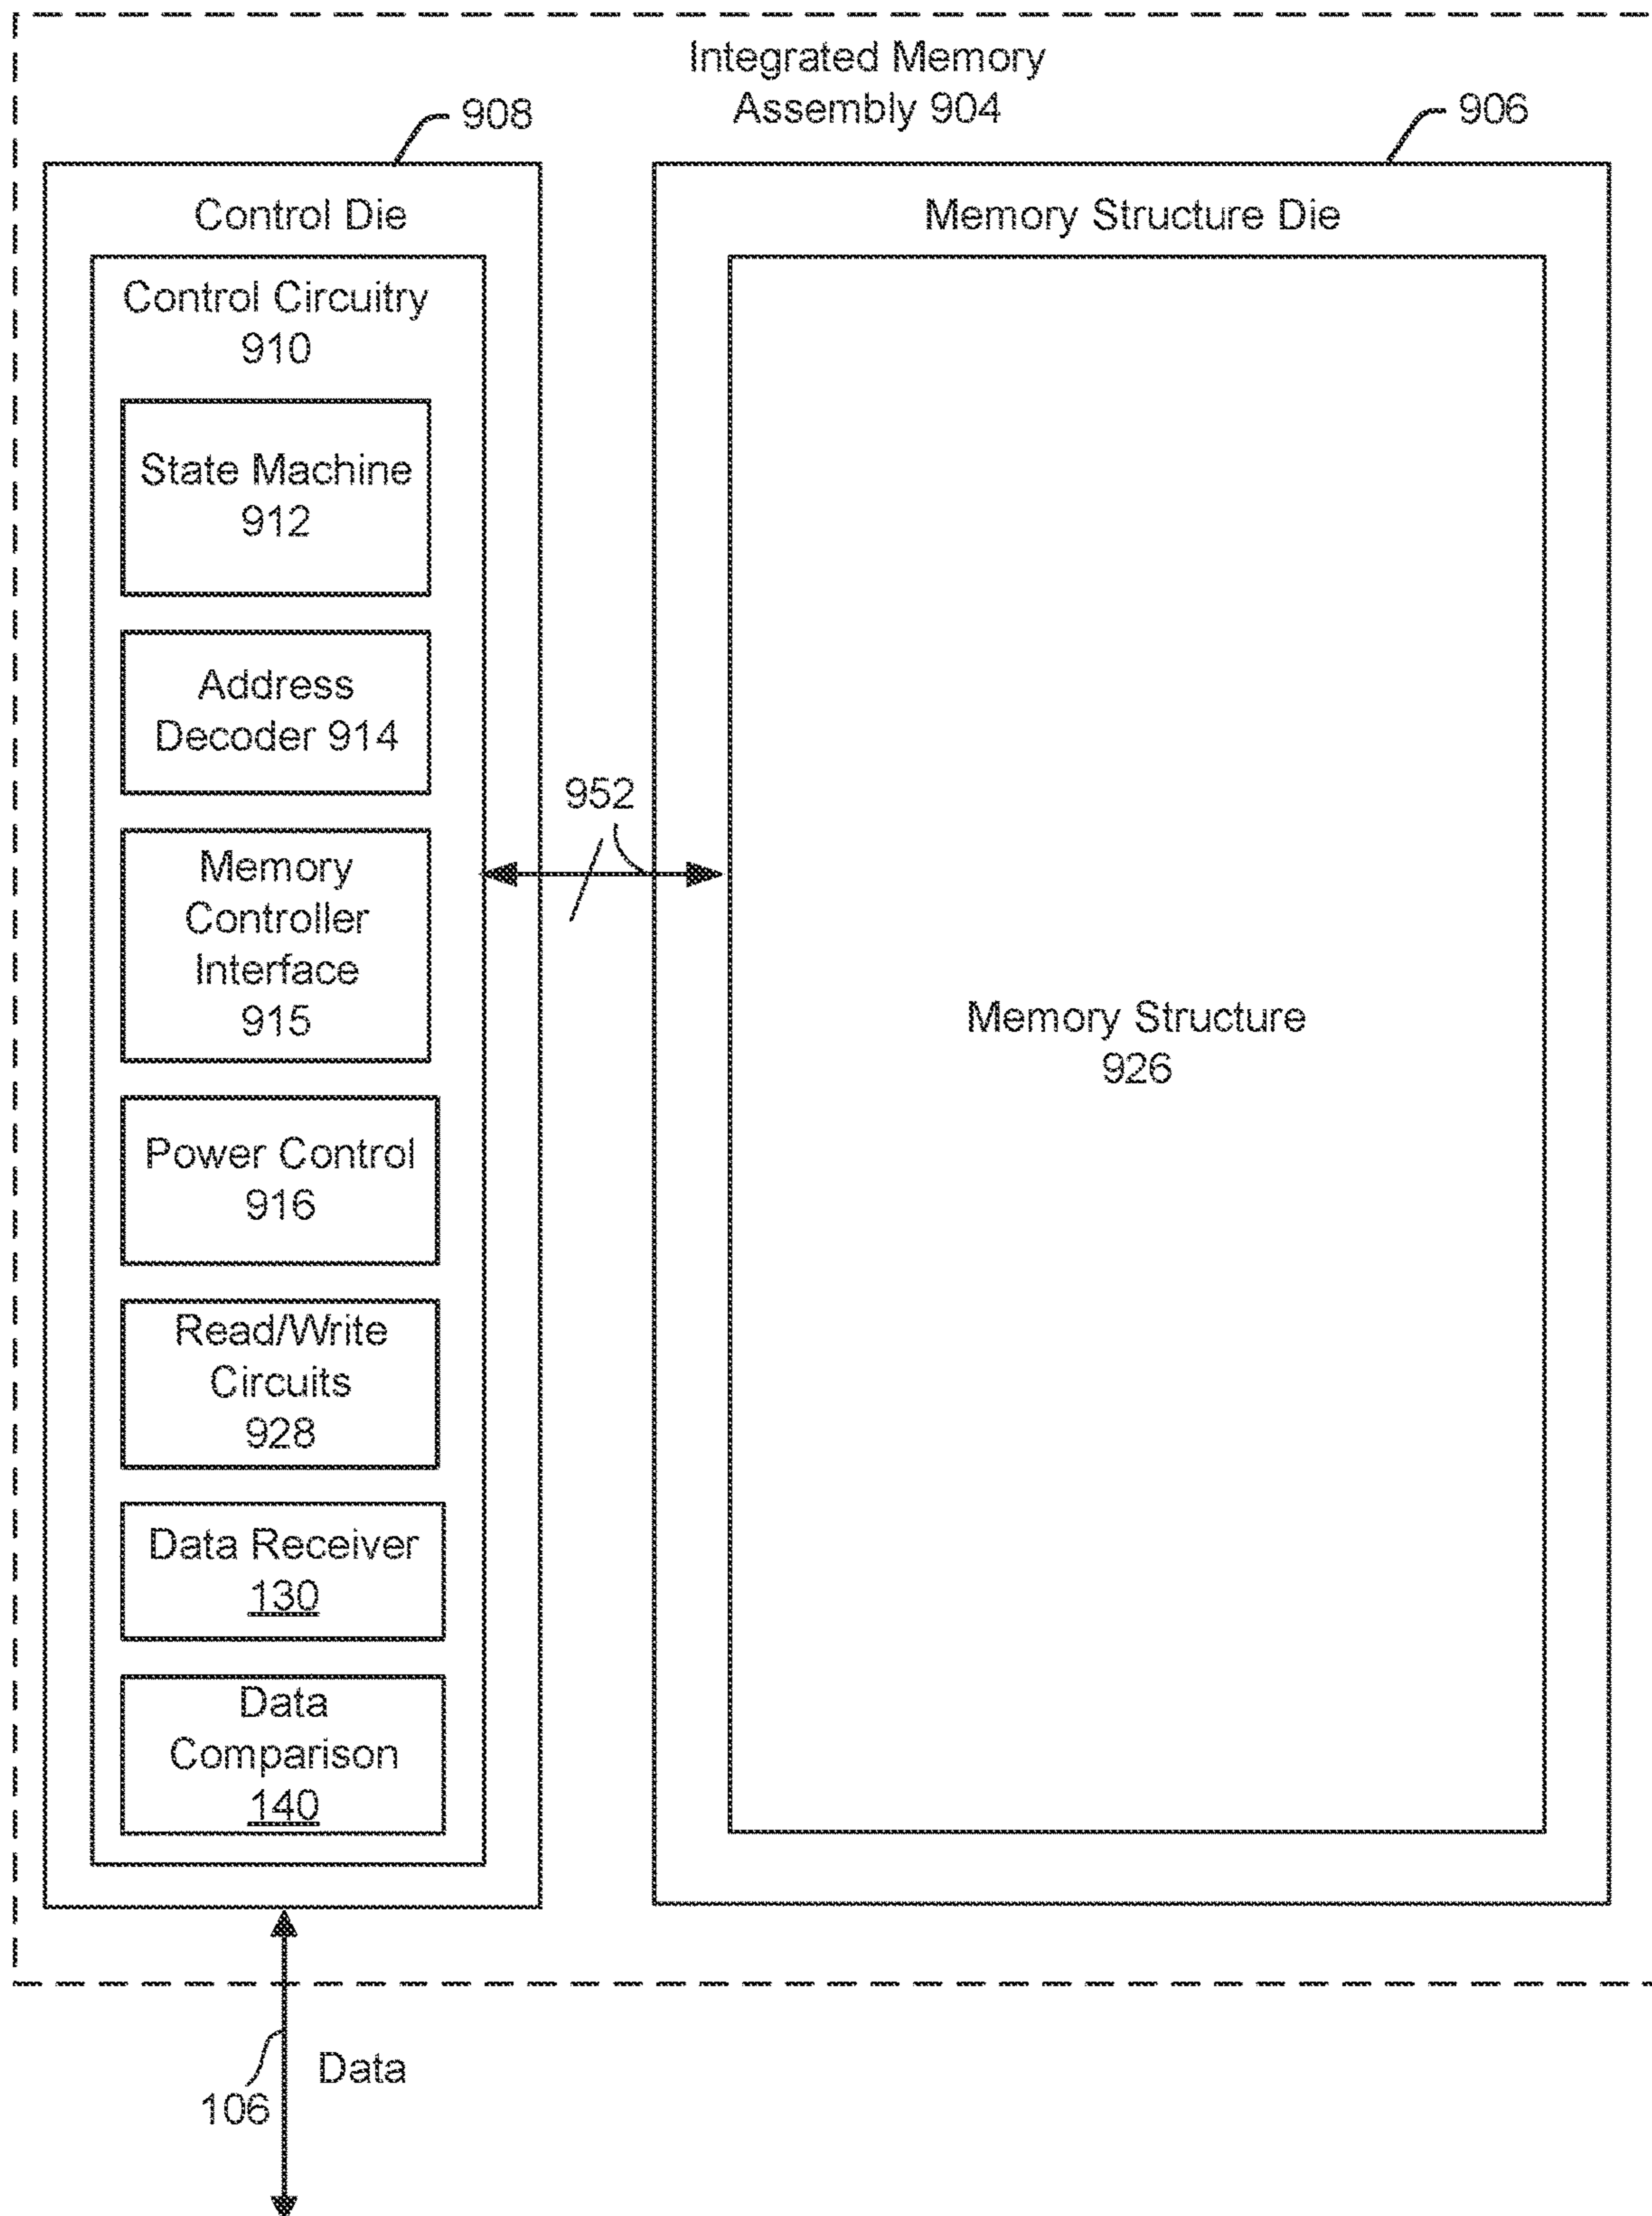 Integrated Memory
Assembly 904
908
906
Control Die
Control Circuitry
910
State Machine
912
Address
Decoder 914
Memory
Controller
Interface
915
Power Control
916
Read/Write
Circuits
928
Data Receiver
130
Data
Comparison
140
952
Memory Structure Die
Memory Structure
926
Data
106